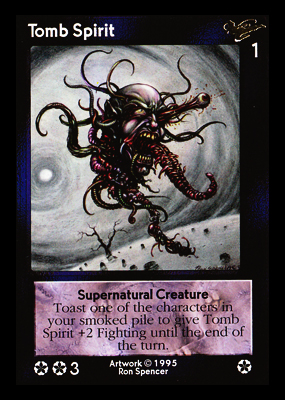 Tomb Spirit
1
Supernatural Creature
Toast one of the characters in
your smoked pile to give Tomb
Spirit +2 Fighting until the end of
the turn.
3
Artwork © 1995
Ron Spencer